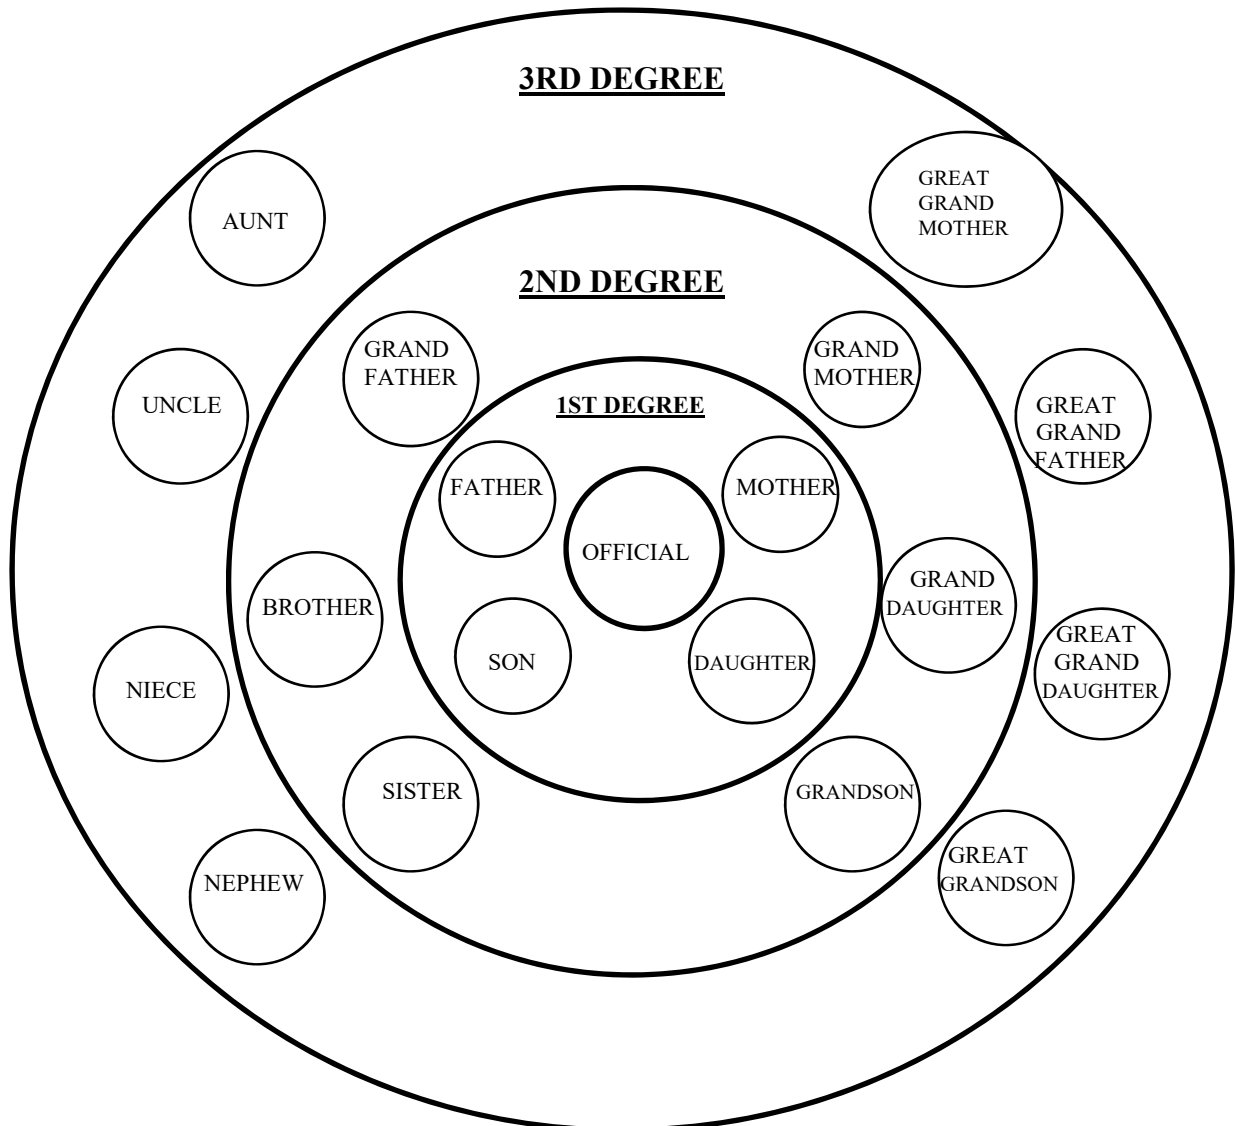 3RD DEGREE
AUNT
GREAT
GRAND
MOTHER
2ND DEGREE
GRAND
FATHER
GRAND
MOTHER
UNCLE
1ST DEGREE
GREAT
GRAND
FATHER
FATHER
MOTHER
OFFICIAL
BROTHER
GRAND
DAUGHTER
SON
DAUGHTER
GREAT
GRAND
DAUGHTER
NIECE
SISTER
GRANDSON
NEPHEW
GREAT
GRANDSON